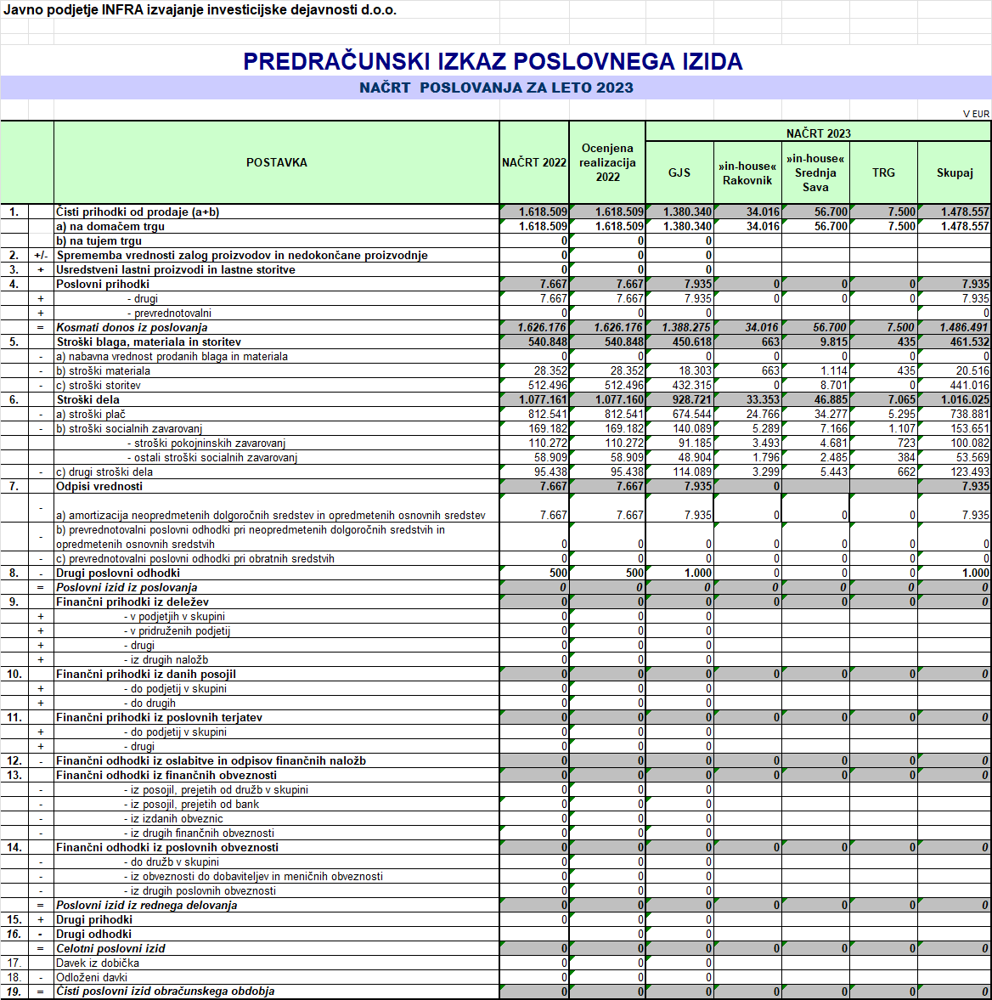 Javno podjetje INFRA izvajanje investicijske dejavnosti d.o.o.
PREDRAČUNSKI IZKAZ POSLOVNEGA IZIDA
NAČRT POSLOVANJA ZA LETO 2023
V EUR
POSTAVKA NAČRT 2022 Ocenjena realizacija 2022 NAČRT 2023
GJS »in-house« Rakovnik »in-house« Srednja Sava TRG Skupaj
1. Čisti prihodki od prodaje (a+b) 1.618.509 1.618.509 1.380.340 34.016 56.700 7.500 1.478.557
a) na domačem trgu 1.618.509 1.618.509 1.380.340 34.016 56.700 7.500 1.478.557
b) na tujem trgu 0 0 0
2. +/- Sprememba vrednosti zalog proizvodov in nedokončane proizvodnje 0 0 0
3. + Usredstveni lastni proizvodi in lastne storitve 0 0 0
4. Poslovni prihodki 7.667 7.667 7.935 0 0 0 7.935
+ - drugi 7.667 7.667 7.935 0 0 0 7.935
+ - prevrednotovalni 0 0 0 0
= Kosmati donos iz poslovanja 1.626.176 1.626.176 1.388.275 34.016 56.700 7.500 1.486.491
5. Stroški blaga, materiala in storitev 540.848 540.848 450.618 663 9.815 435 461.532
- a) nabavna vrednost prodanih blaga in materiala 0 0 0 0 0 0 0
- b) stroški materiala 28.352 28.352 18.303 663 1.114 435 20.516
- c) stroški storitev 512.496 512.496 432.315 0 8.701 0 441.016
6. Stroški dela 1.077.161 1.077.160 928.721 33.353 46.885 7.065 1.016.025
- a) stroški plač 812.541 812.541 674.544 24.766 34.277 5.295 738.881
- b) stroški socialnih zavarovanj 169.182 169.182 140.089 5.289 7.166 1.107 153.651
- stroški pokojninskih zavarovanj 110.272 110.272 91.185 3.493 4.681 723 100.082
- ostali stroški socialnih zavarovanj 58.909 58.909 48.904 1.796 2.485 384 53.569
- c) drugi stroški dela 95.438 95.438 114.089 3.299 5.443 662 123.493
7. Odpisi vrednosti 7.667 7.667 7.935 0 7.935
- a) amortizacija neopredmetenih dolgoročnih sredstev in opredmetenih osnovnih sredstev 7.667 7.667 7.935 0 0 0 7.935
b) prevrednotovalni poslovni odhodki pri neopredmetenih dolgoročnih sredstvih in
- opredmetenih osnovnih sredstvih 0 0 0 0 0 0 0
- c) prevrednotovalni poslovni odhodki pri obratnih sredstvih 0 0 0 0 0 0 0
8. - Drugi poslovni odhodki 500 500 1.000 0 0 0 1.000
= Poslovni izid iz poslovanja 0 0 0 0 0 0 0
9. Finančni prihodki iz deležev 0 0 0 0 0 0 0
+ - v podjetjih v skupini 0 0 0
+ - v pridruženih podjetij 0 0 0
+ - drugi 0 0 0
+ - iz drugih naložb 0 0 0
10. Finančni prihodki iz danih posojil 0 0 0 0 0 0 0
+ - do podjetij v skupini 0 0 0
+ - do drugih 0 0 0
11. Finančni prihodki iz poslovnih terjatev 0 0 0 0 0 0 0
+ - do podjetij v skupini 0 0 0
+ - drugi 0 0 0
12. - Finančni odhodki iz oslabitve in odpisov finančnih naložb 0 0 0 0 0 0 0
13. Finančni odhodki iz finančnih obveznosti 0 0 0 0 0 0 0
- - iz posojil, prejetih od družb v skupini 0 0 0
- - iz posojil, prejetih od bank 0 0 0
- - iz izdanih obveznic 0 0 0
- - iz drugih finančnih obveznosti 0 0 0
14. Finančni odhodki iz poslovnih obveznosti 0 0 0 0 0 0 0
- - do družb v skupini 0 0 0
- - iz obveznosti do dobaviteljev in meničnih obveznosti 0 0 0
- - iz drugih poslovnih obveznosti 0 0 0
= Poslovni izid iz rednega delovanja 0 0 0 0 0 0 0
15. + Drugi prihodki 0 0 0
16. - Drugi odhodki 0 0
= Celotni poslovni izid 0 0 0 0 0 0 0
17. Davek iz dobička 0 0 0
18. - Odloženi davki 0 0 0
19. = Čisti poslovni izid obračunskega obdobja 0 0 0 0 0 0 0